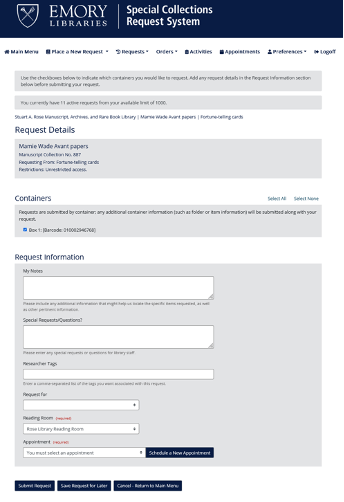 EMORY
LIBRARIES
Special Collections
Request System
Main Menu Place a New Request Requests Orders Activities Appointments Preferences Logoff
Use the checkboxes below to indicate which containers you would like to request. Add any request details in the Request Information section
below before submitting your request.
You currently have 11 active requests from your available limit of 1000.
Stuart A. Rose Manuscript, Archives, and Rare Book Library | Mamie Wade Avant papers | Fortune-telling cards
Request Details
Mamie Wade Avant papers
Manuscript Collection No. 887
Requesting From: Fortune-telling cards
Restrictions: Unrestricted access.
Containers
Select All Select None
Requests are submitted by container; any additional container information (such as folder or item information) will be submitted along with your
request.
Box 1: [Barcode: 010002946768]
Request Information
My Notes
Please include any additional information that might help us locate the specific items requested, as well
as other pertinent information.
Special Requests/Questions?
Please enter any special requests or questions for library staff.
Researcher Tags
Enter a comma-separated list of the tags you want associated with this request.
Request for
Reading Room (required)
Rose Library Reading Room
Appointment (required)
You must select an appointment
Schedule a New Appointment
Submit Request Save Request for Later Cancel - Return to Main Menu